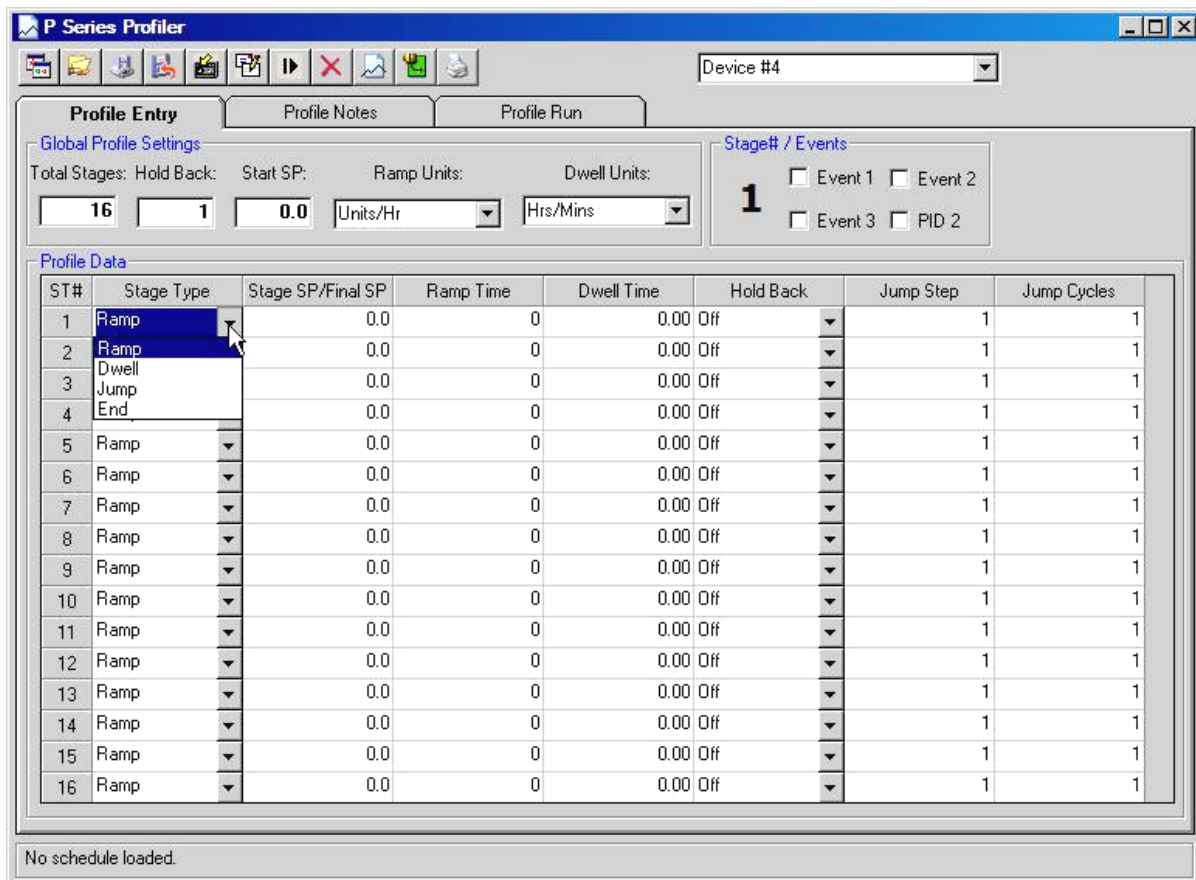 P Series Profiler
Device #4
Profile Entry Profile Notes Profile Run
Global Profile Settings
Stage# / Events
Total Stages: Hold Back: Start SP: Ramp Units: Dwell Units:
16 1 0.0 Units/Hr Hrs/Mins
1
Event 1 Event 2
Event 3 PID 2
Profile Data
ST# Stage Type Stage SP/Final SP Ramp Time Dwell Time Hold Back Jump Step Jump Cycles
1 Ramp 0.0 0 0.00 Off 1 1
Ramp
Dwell
Jump
End
2 0.0 0 0.00 Off 1 1
3 0.0 0 0.00 Off 1 1
4 0.0 0 0.00 Off 1 1
5 Ramp 0.0 0 0.00 Off 1 1
6 Ramp 0.0 0 0.00 Off 1 1
7 Ramp 0.0 0 0.00 Off 1 1
8 Ramp 0.0 0 0.00 Off 1 1
9 Ramp 0.0 0 0.00 Off 1 1
10 Ramp 0.0 0 0.00 Off 1 1
11 Ramp 0.0 0 0.00 Off 1 1
12 Ramp 0.0 0 0.00 Off 1 1
13 Ramp 0.0 0 0.00 Off 1 1
14 Ramp 0.0 0 0.00 Off 1 1
15 Ramp 0.0 0 0.00 Off 1 1
16 Ramp 0.0 0 0.00 Off 1 1
No schedule loaded.